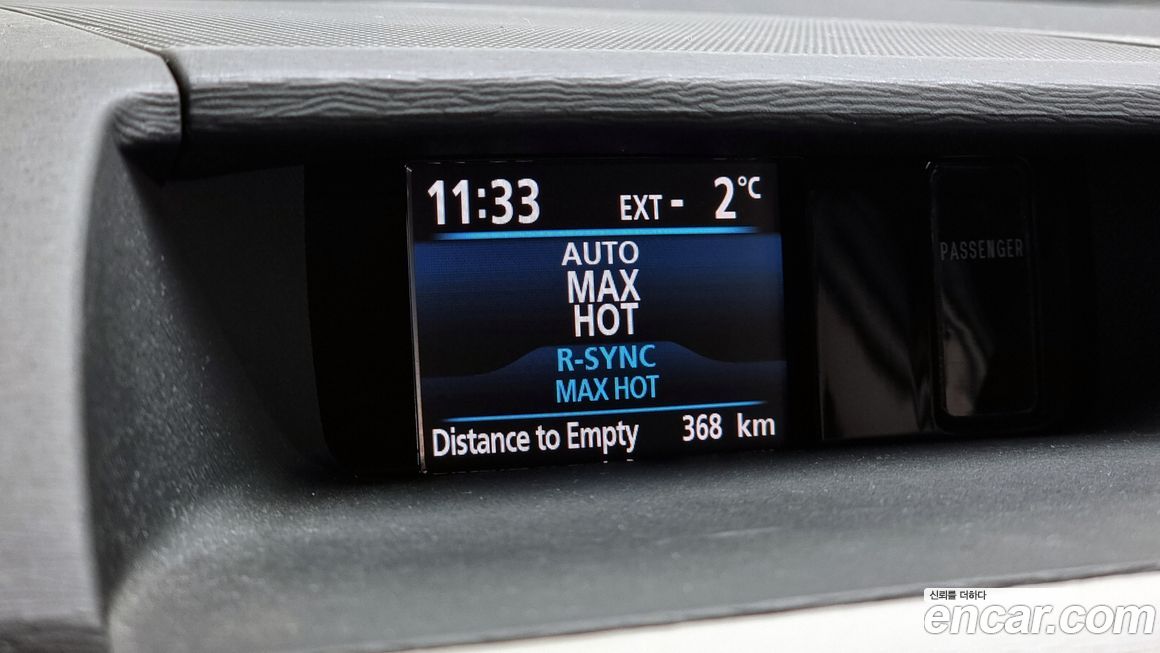 11:33 EXT - 2°C
AUTO
MAX
HOT
R-SYNC
MAX HOT
Distance to Empty 368 km
PASSENGER
신뢰를 더하다
encar.com